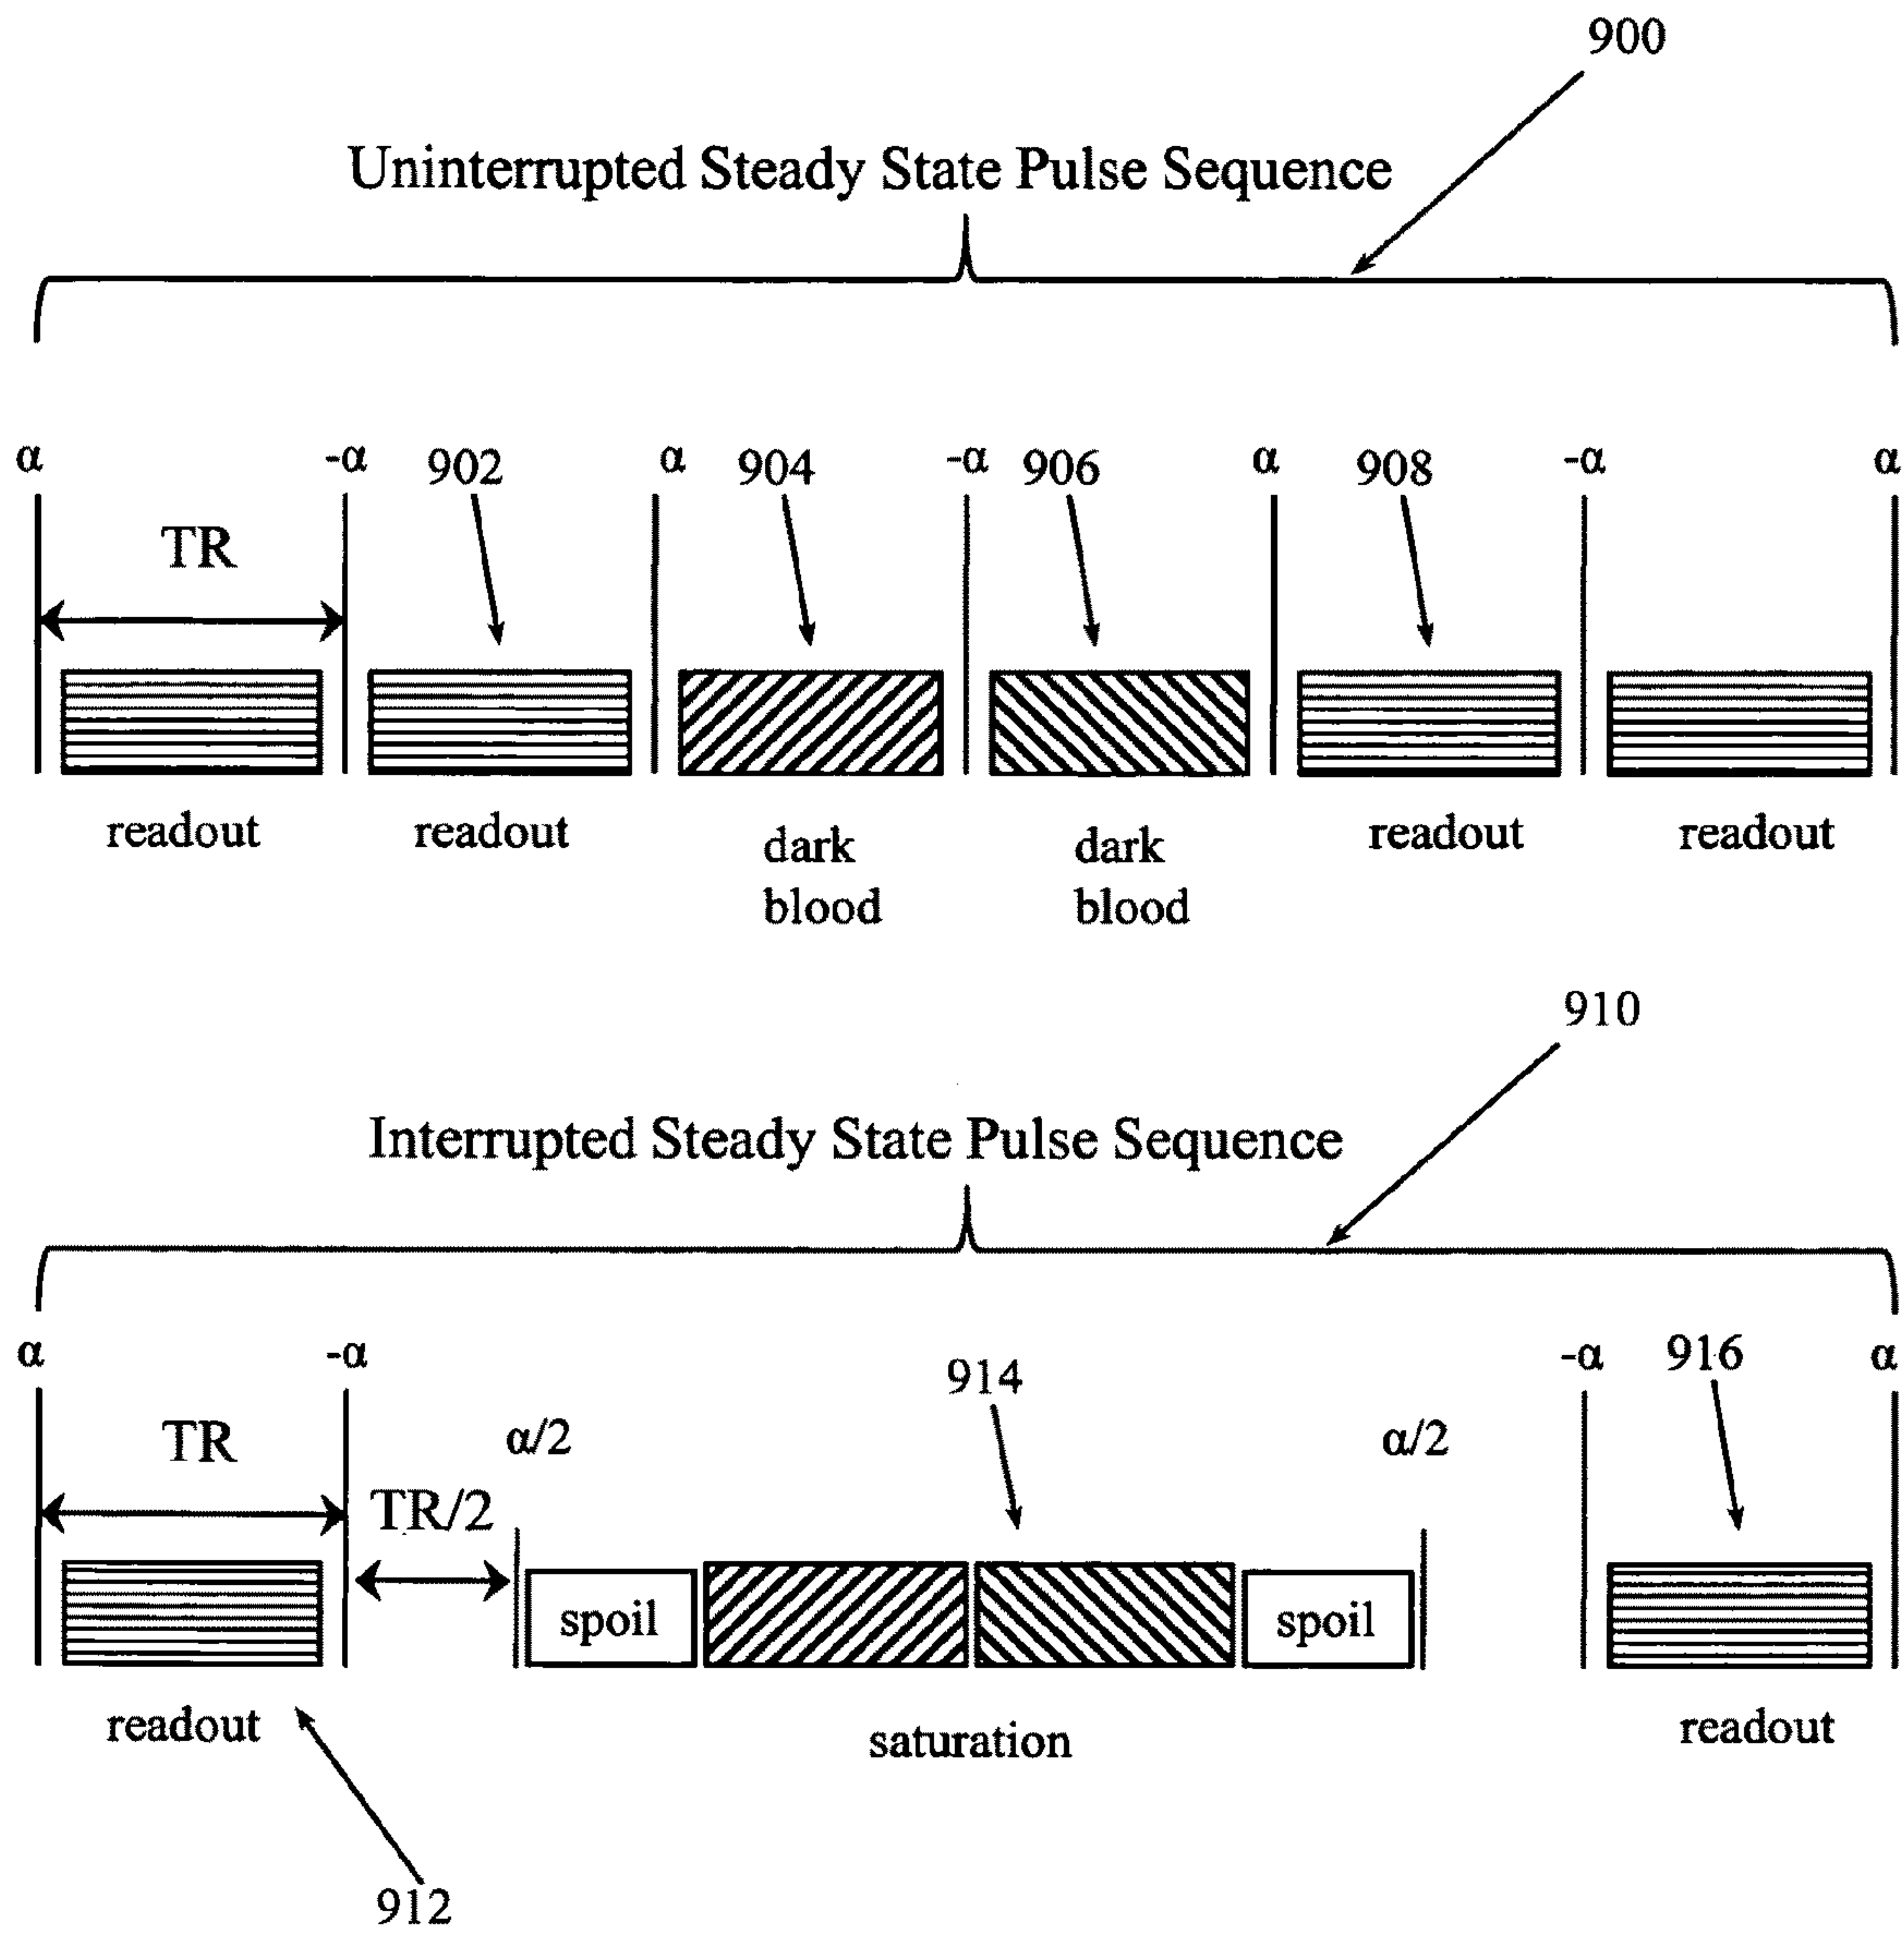 900
Uninterrupted Steady State Pulse Sequence
α -α 902 α 904 -α 906 α 908 -α α
TR
readout readout dark blood dark blood readout readout
910
Interrupted Steady State Pulse Sequence
α -α 914 -α 916 α
TR α/2 α/2
TR/2
spoil spoil
readout saturation readout
912